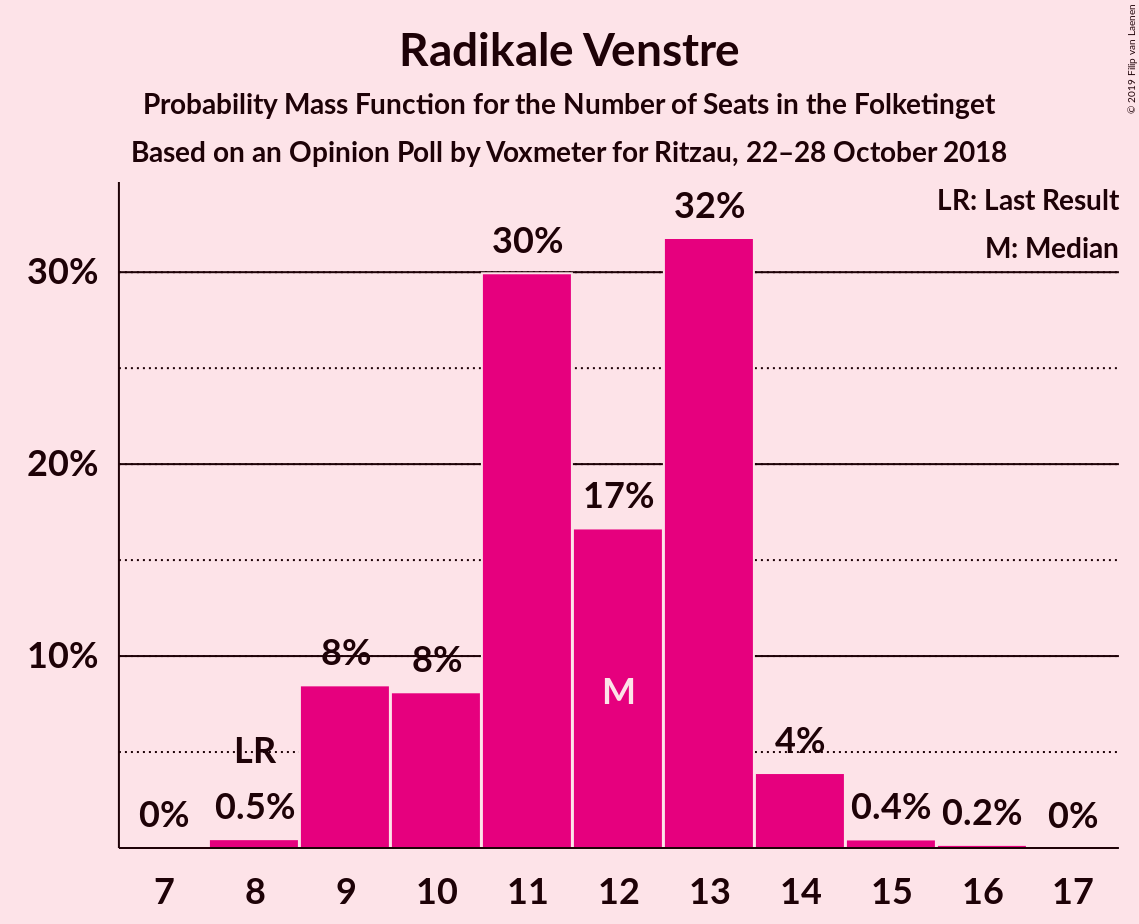 Radikale Venstre
Probability Mass Function for the Number of Seats in the Folketinget
Based on an Opinion Poll by Voxmeter for Ritzau, 22–28 October 2018
© 2019 Filip van Laenen
LR: Last Result
M: Median
32%
30%
30%
20%
17%
10%
8%
8%
M
LR
4%
0%
0.5%
0.4%
0.2%
0%
7 8 9 10 11 12 13 14 15 16 17